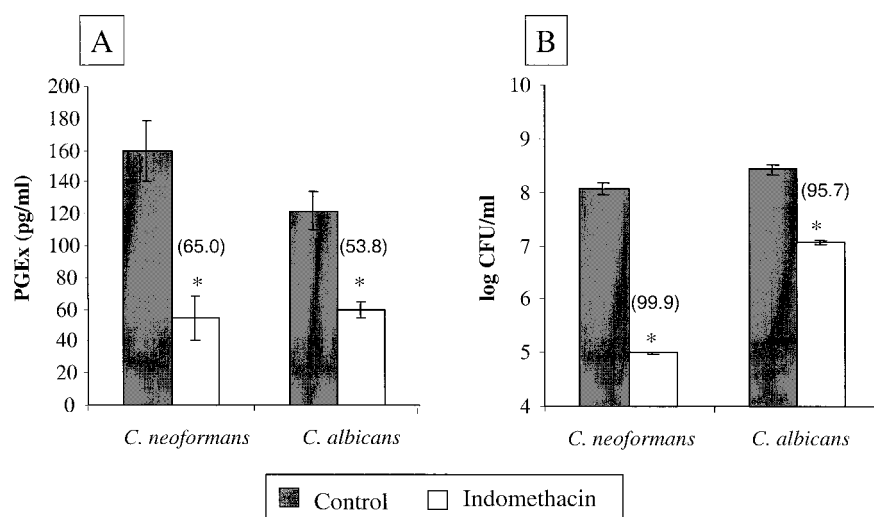 A
PGEx (pg/ml)
200
180
160
140
120
100
80
60
40
20
0
(65.0)
*
(53.8)
*
C. neoformans
C. albicans
B
log CFU/ml
10
9
8
7
6
5
4
(99.9)
*
(95.7)
*
C. neoformans
C. albicans
Control
Indomethacin